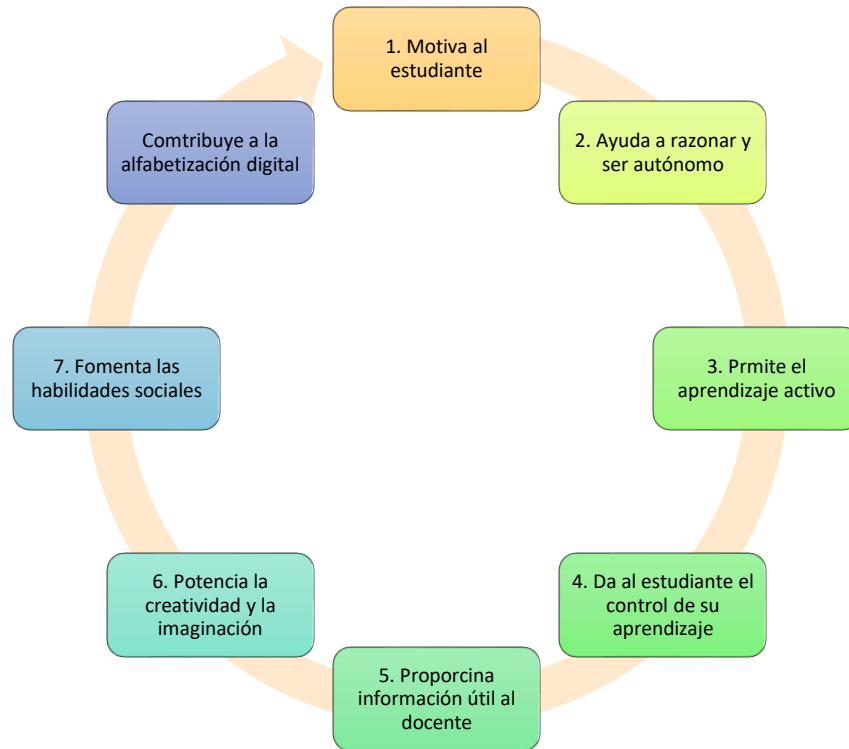 1. Motiva al
estudiante
2. Ayuda a razonar y
ser autónomo
3. Prmite el
aprendizaje activo
4. Da al estudiante el
control de su
aprendizaje
5. Proporcina
información útil al
docente
6. Potencia la
creatividad y la
imaginación
7. Fomenta las
habilidades sociales
Comtribuye a la
alfabetización digital